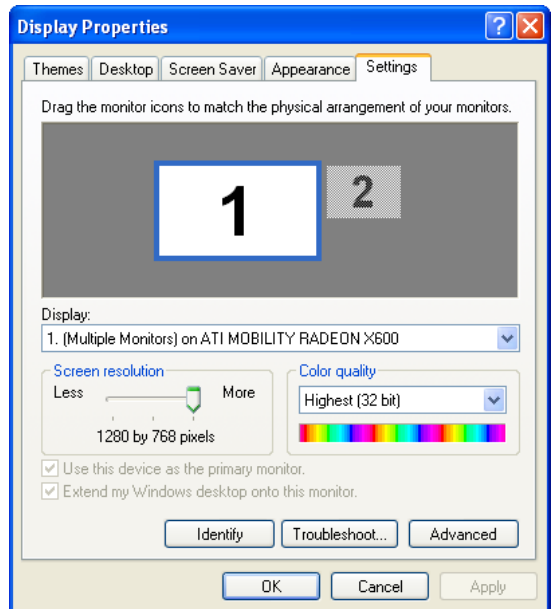 Display Properties
Themes Desktop Screen Saver Appearance Settings
Drag the monitor icons to match the physical arrangement of your monitors.
1 2
Display:
1. (Multiple Monitors) on ATI MOBILITY RADEON X600
Screen resolution Color quality
Less More Highest (32 bit)
1280 by 768 pixels
Use this device as the primary monitor.
Extend my Windows desktop onto this monitor.
Identify Troubleshoot... Advanced
OK Cancel Apply